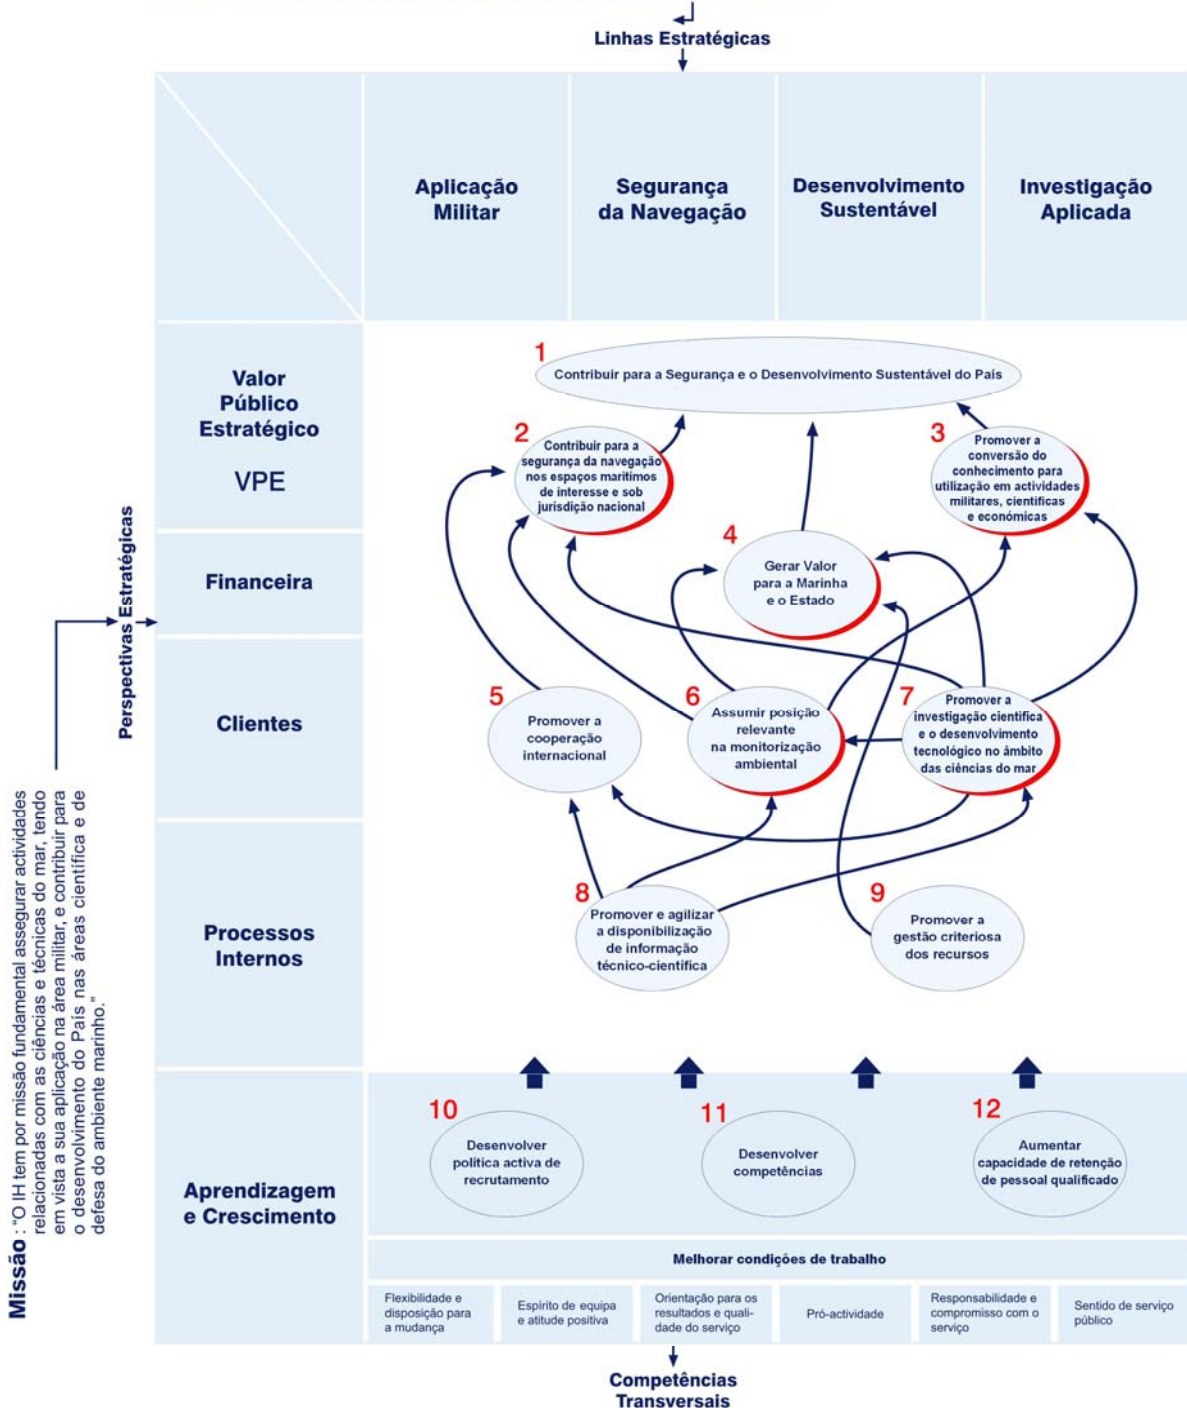 Linhas Estratégicas
Aplicação
Militar
Segurança
da Navegação
Desenvolvimento
Sustentável
Investigação
Aplicada
Valor
Público
Estratégico
VPE
1
Contribuir para a Segurança e o Desenvolvimento Sustentável do País
2
Contribuir para a
segurança da navegação
nos espaços marítimos
de interesse e sob
jurisdição nacional
3
Promover a
conversão do
conhecimento para
utilização em actividades
militares, científicas
e económicas
Perspectivas Estratégicas
Financeira
4
Gerar Valor
para a Marinha
e o Estado
Clientes
5
Promover a
cooperação
internacional
6
Assumir posição
relevante
na monitorização
ambiental
7
Promover a
investigação científica
e o desenvolvimento
tecnológico no âmbito
das ciências do mar
Missão : “O IH tem por missão fundamental assegurar actividades
relacionadas com as ciências e técnicas do mar, tendo
em vista a sua aplicação na área militar, e contribuir para
o desenvolvimento do País nas áreas científica e de
defesa do ambiente marinho.”
Processos
Internos
8
Promover e agilizar
a disponibilização
de informação
técnico-científica
9
Promover a
gestão criteriosa
dos recursos
Aprendizagem
e Crescimento
10
Desenvolver
política activa de
recrutamento
11
Desenvolver
competências
12
Aumentar
capacidade de retenção
de pessoal qualificado
Melhorar condições de trabalho
Flexibilidade e
disposição para
a mudança
Espírito de equipa
e atitude positiva
Orientação para os
resultados e quali-
dade do serviço
Pró-actividade
Responsabilidade e
compromisso com o
serviço
Sentido de serviço
público
Competências
Transversais